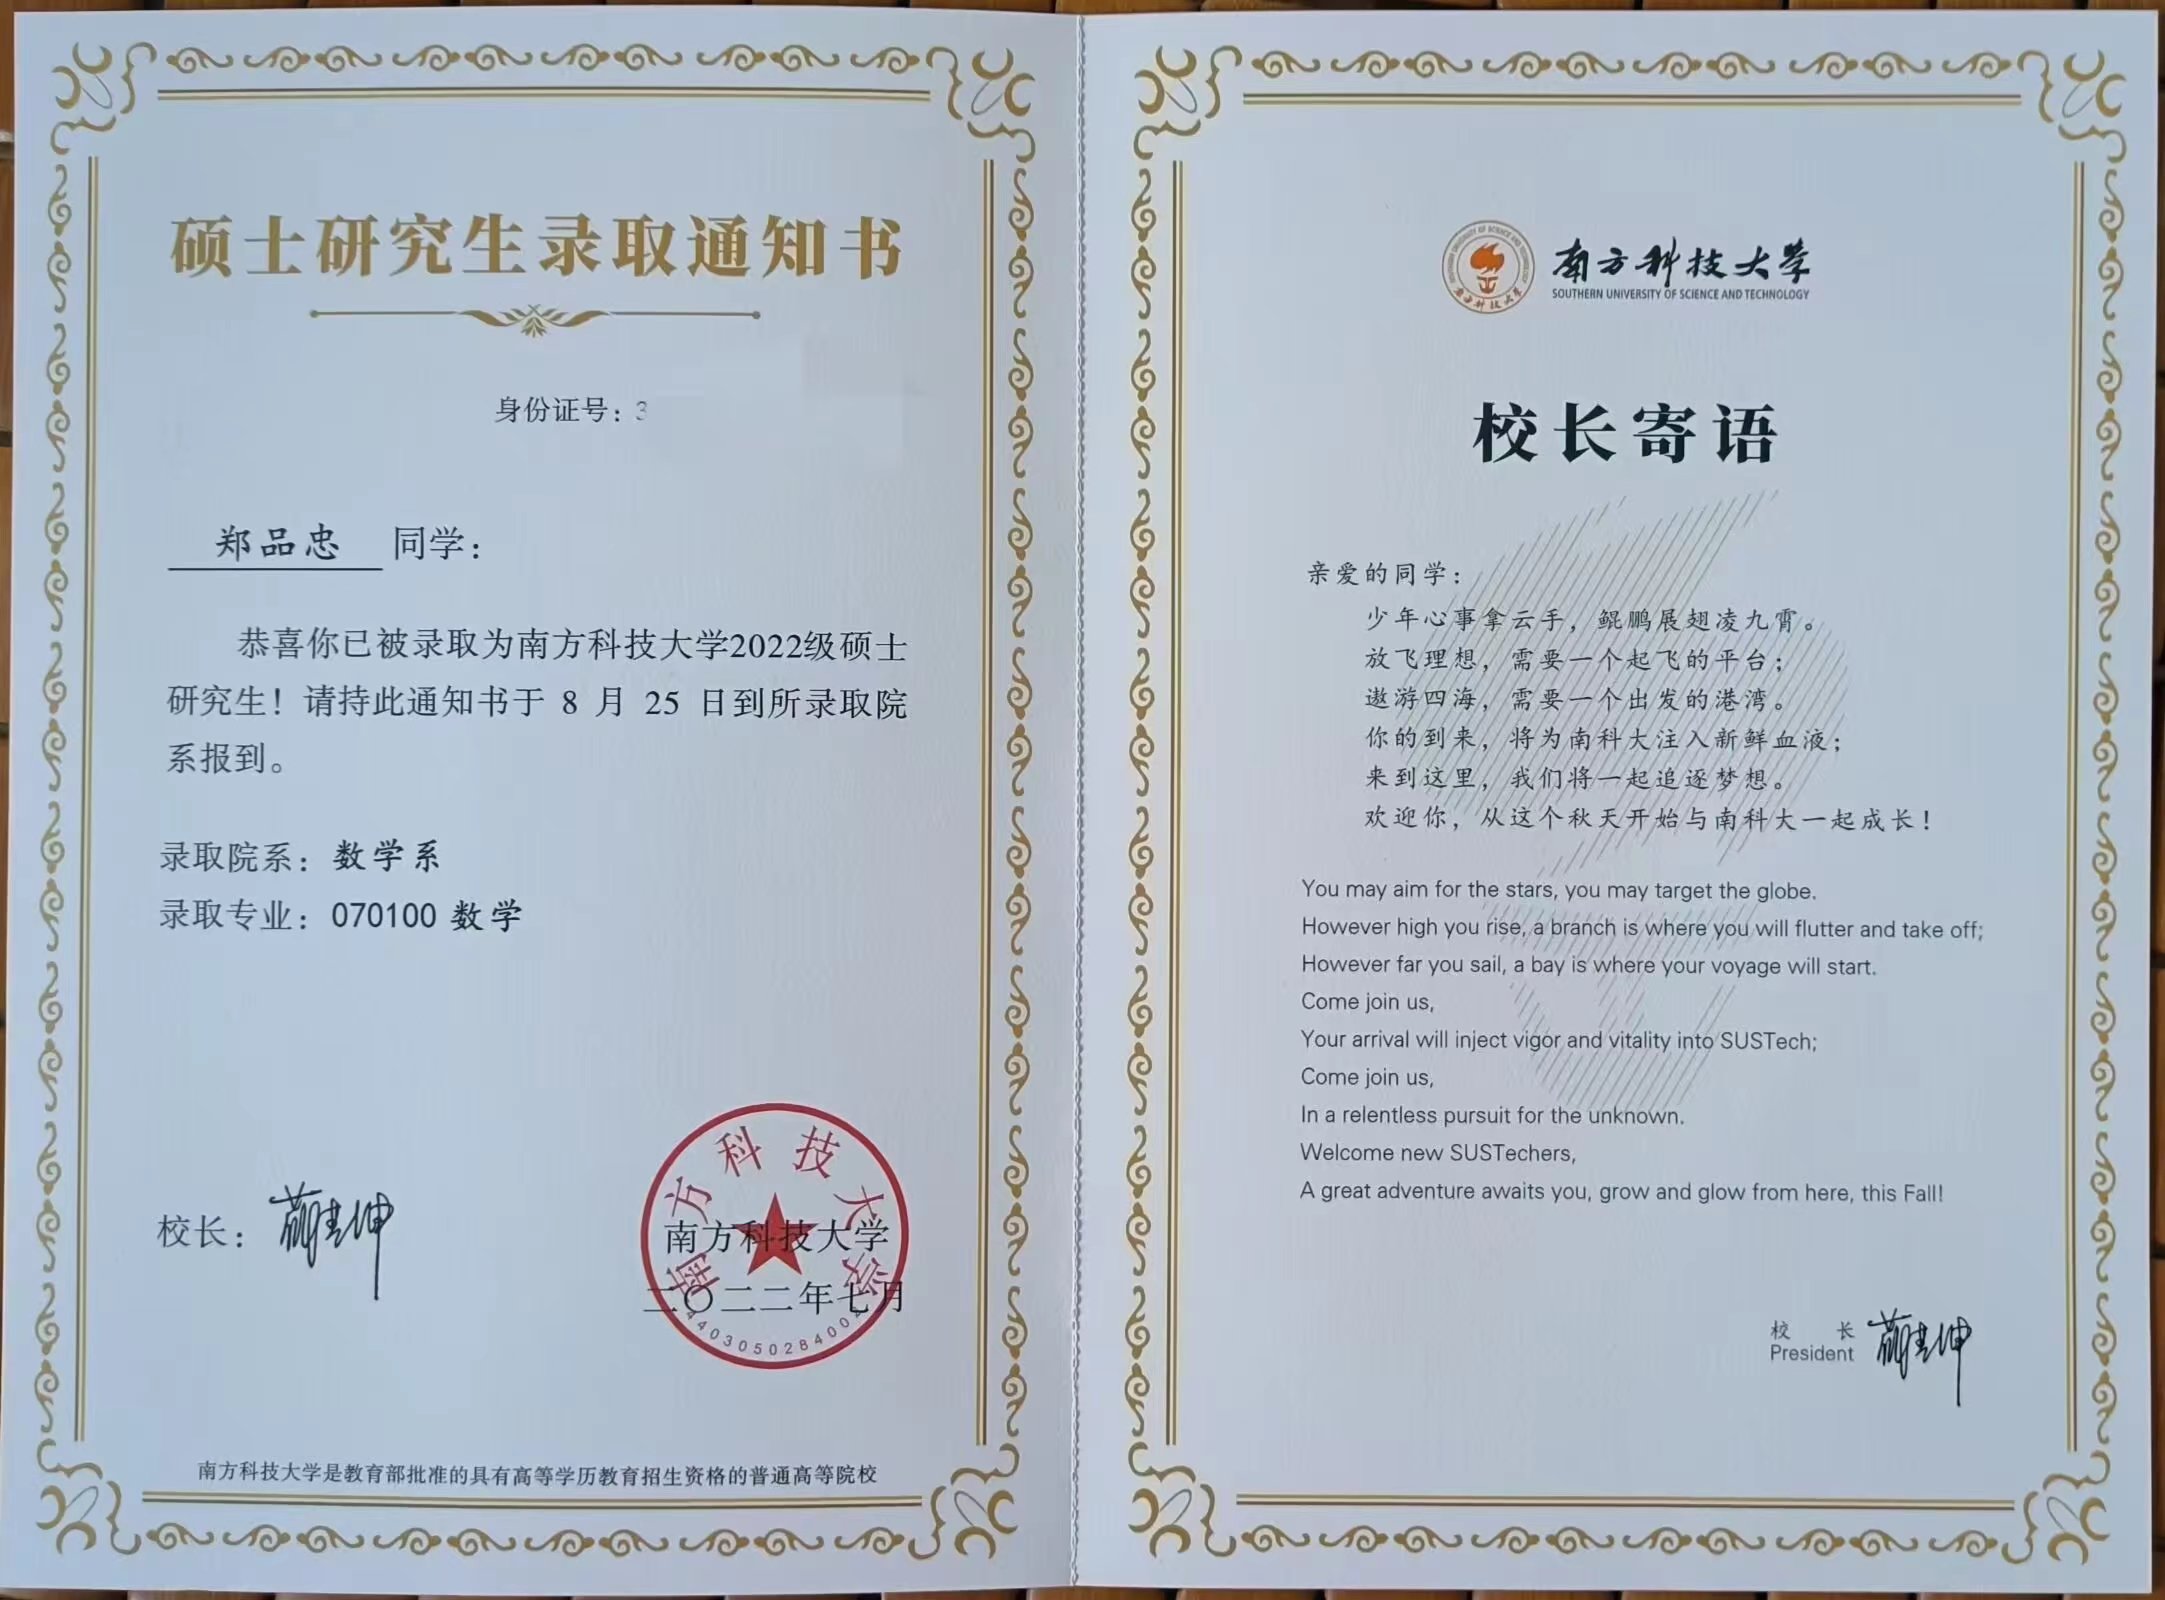 硕士研究生录取通知书
身份证号：3
郑品忠 同学：
恭喜你已被录取为南方科技大学2022级硕士
研究生！请持此通知书于 8 月 25 日到所录取院
系报到。
录取院系：数学系
录取专业：070100 数学
校长：
南方科技大学
南方科技大学
二〇二二年七月
南方科技大学是教育部批准的具有高等学历教育招生资格的普通高等院校
南方科技大学
SOUTHERN UNIVERSITY OF SCIENCE AND TECHNOLOGY
校长寄语
亲爱的同学：
少年心事拿云手，鲲鹏展翅凌九霄。
放飞理想，需要一个起飞的平台；
遨游四海，需要一个出发的港湾。
你的到来，将为南科大注入新鲜血液；
来到这里，我们将一起追逐梦想。
欢迎你，从这个秋天开始与南科大一起成长！
You may aim for the stars, you may target the globe.
However high you rise, a branch is where you will flutter and take off;
However far you sail, a bay is where your voyage will start.
Come join us,
Your arrival will inject vigor and vitality into SUSTech;
Come join us,
In a relentless pursuit for the unknown.
Welcome new SUSTechers,
A great adventure awaits you, grow and glow from here, this Fall!
校 长
President